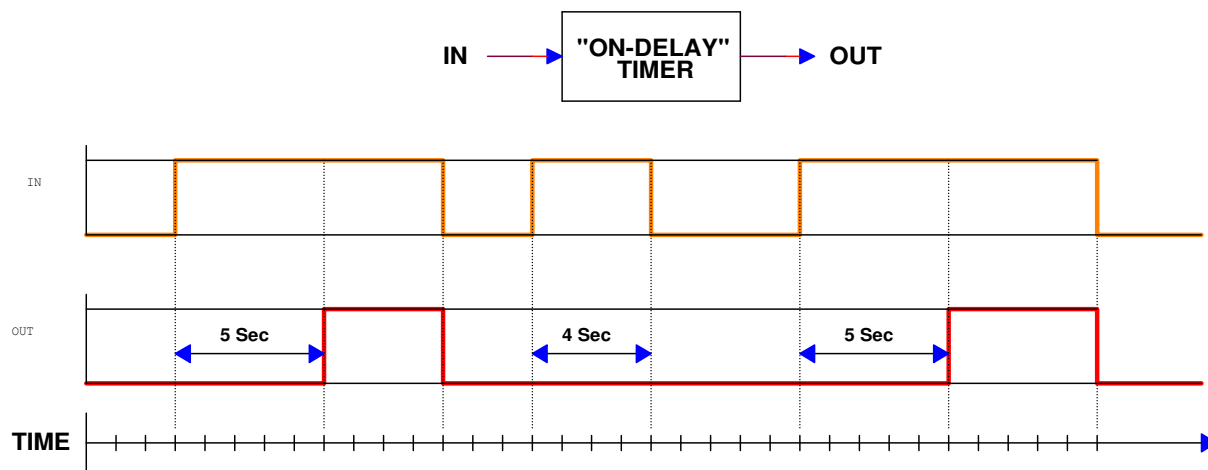 IN
"ON-DELAY"
TIMER
OUT
IN
OUT
5 Sec
4 Sec
5 Sec
TIME